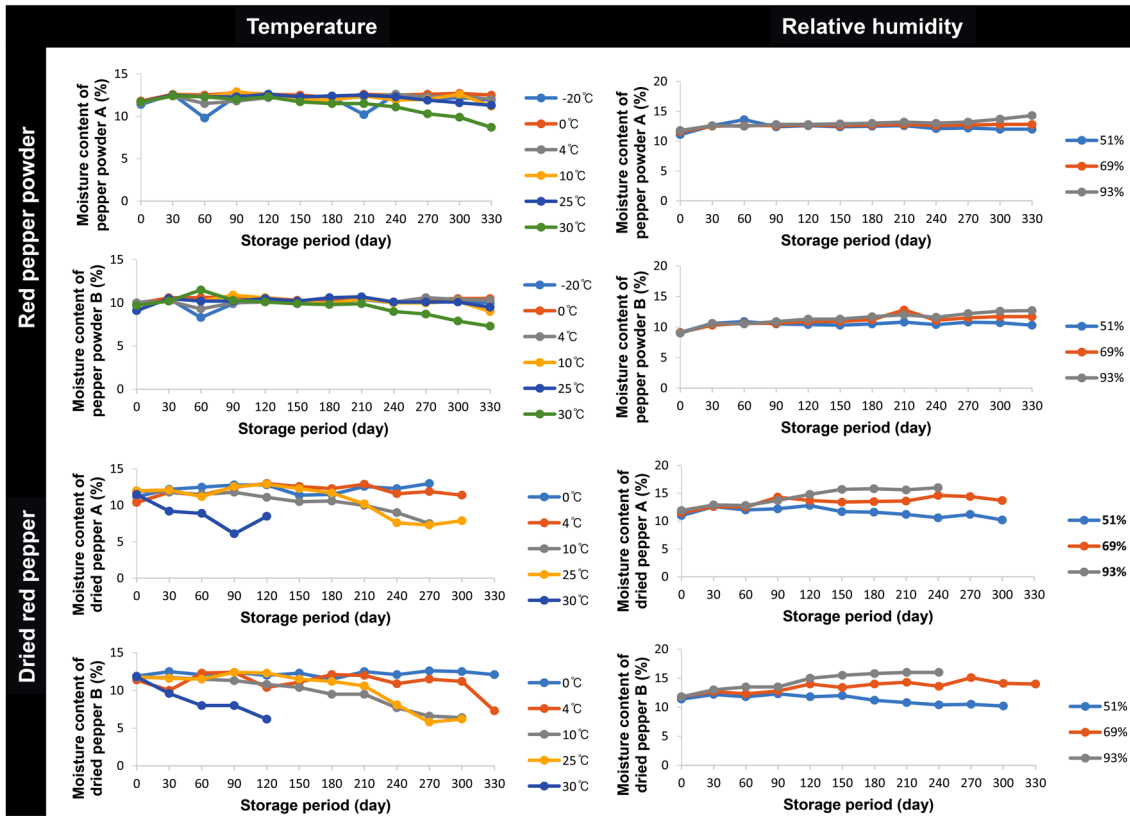 Temperature
Relative humidity
Red pepper powder
Dried red pepper
Moisture content of
pepper powder A (%)
15
10
5
0
0 30 60 90 120 150 180 210 240 270 300 330
Storage period (day)
-20℃
0℃
4℃
10℃
25℃
30℃
Moisture content of
pepper powder A (%)
20
15
10
5
0
0 30 60 90 120 150 180 210 240 270 300 330
Storage period (day)
51%
69%
93%
Moisture content of
pepper powder B (%)
15
10
5
0
0 30 60 90 120 150 180 210 240 270 300 330
Storage period (day)
-20℃
0℃
4℃
10℃
25℃
30℃
Moisture content of
pepper powder B (%)
20
15
10
5
0
0 30 60 90 120 150 180 210 240 270 300 330
Storage period (day)
51%
69%
93%
Moisture content of
dried pepper A (%)
15
10
5
0
0 30 60 90 120 150 180 210 240 270 300 330
Storage period (day)
0℃
4℃
10℃
25℃
30℃
Moisture content of
dried pepper A (%)
20
15
10
5
0
0 30 60 90 120 150 180 210 240 270 300 330
Storage period (day)
51%
69%
93%
Moisture content of
dried pepper B (%)
15
10
5
0
0 30 60 90 120 150 180 210 240 270 300 330
Storage period (day)
0℃
4℃
10℃
25℃
30℃
Moisture content of
dried pepper B (%)
20
15
10
5
0
0 30 60 90 120 150 180 210 240 270 300 330
Storage period (day)
51%
69%
93%